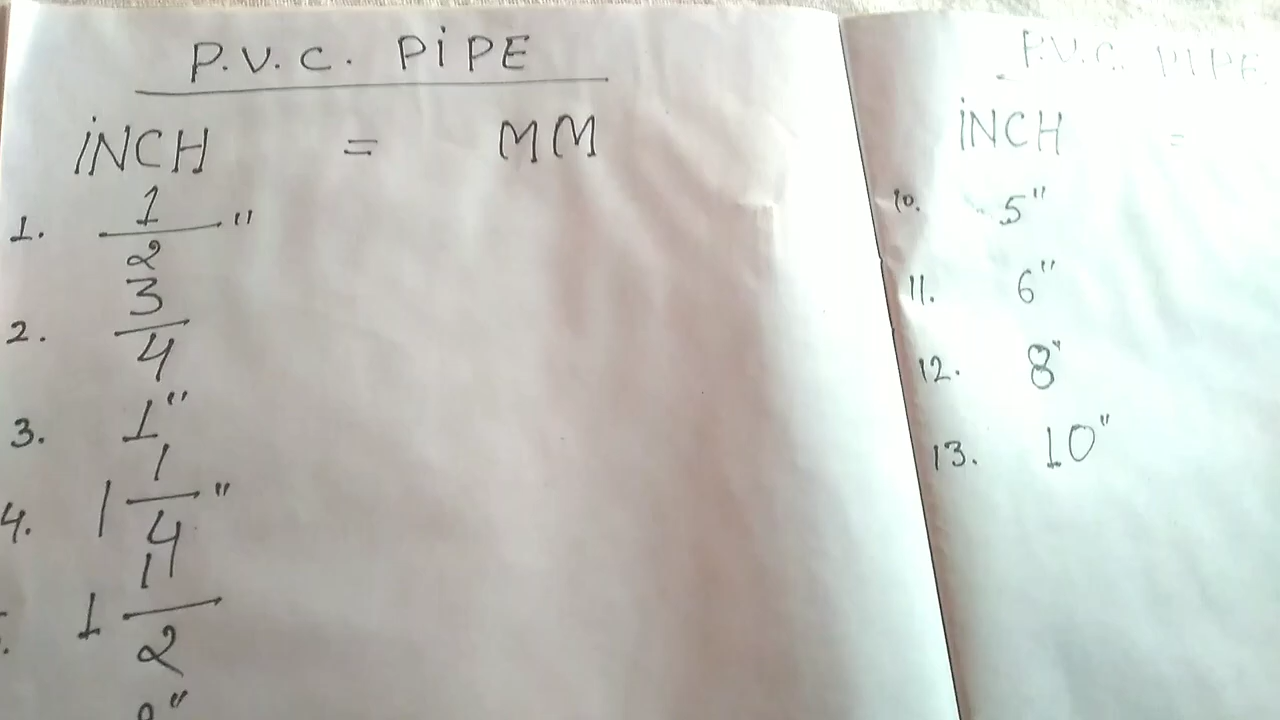 P.V.C. PiPE
iNCH = MM
1. 1/2"
2. 3/4
3. 1"
4. 1 1/4"
1 1/2
P.V.C. PIPE
iNCH =
10. 5"
11. 6"
12. 8"
13. 10"